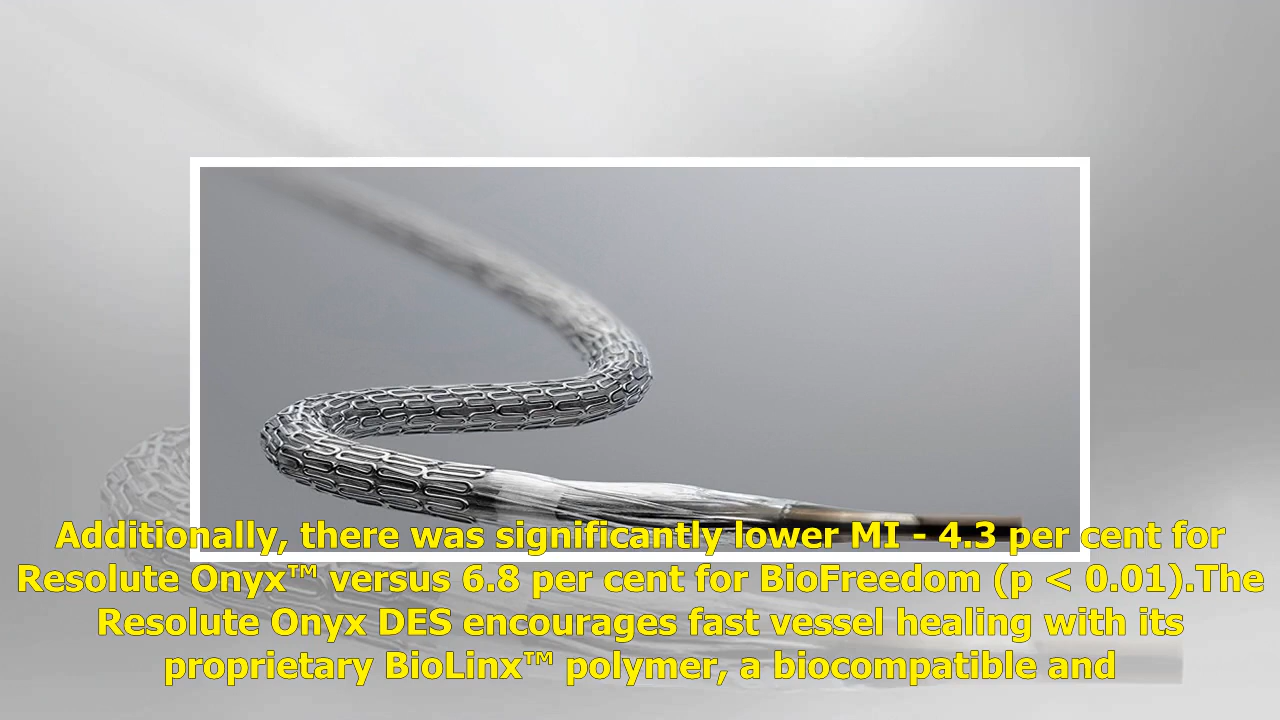 Additionally, there was significantly lower MI - 4.3 per cent for
Resolute Onyx™ versus 6.8 per cent for BioFreedom (p < 0.01).The
Resolute Onyx DES encourages fast vessel healing with its
proprietary BioLinx™ polymer, a biocompatible and